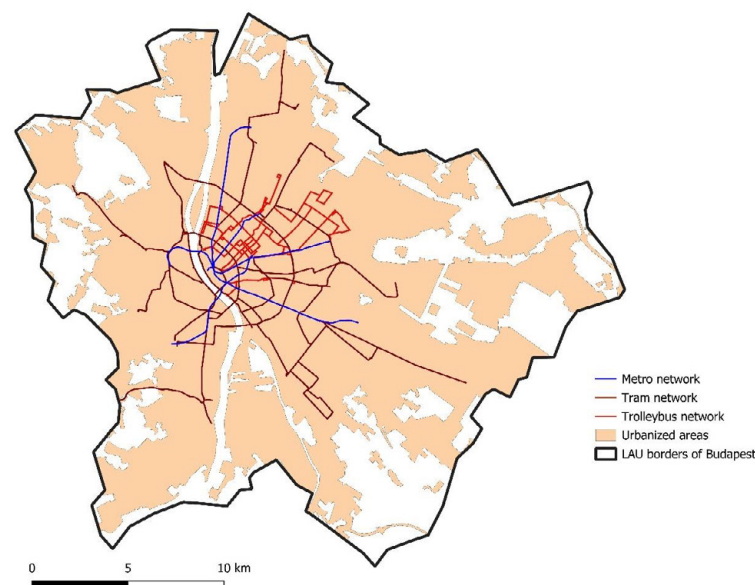 Metro network
Tram network
Trolleybus network
Urbanized areas
LAU borders of Budapest
0 5 10 km